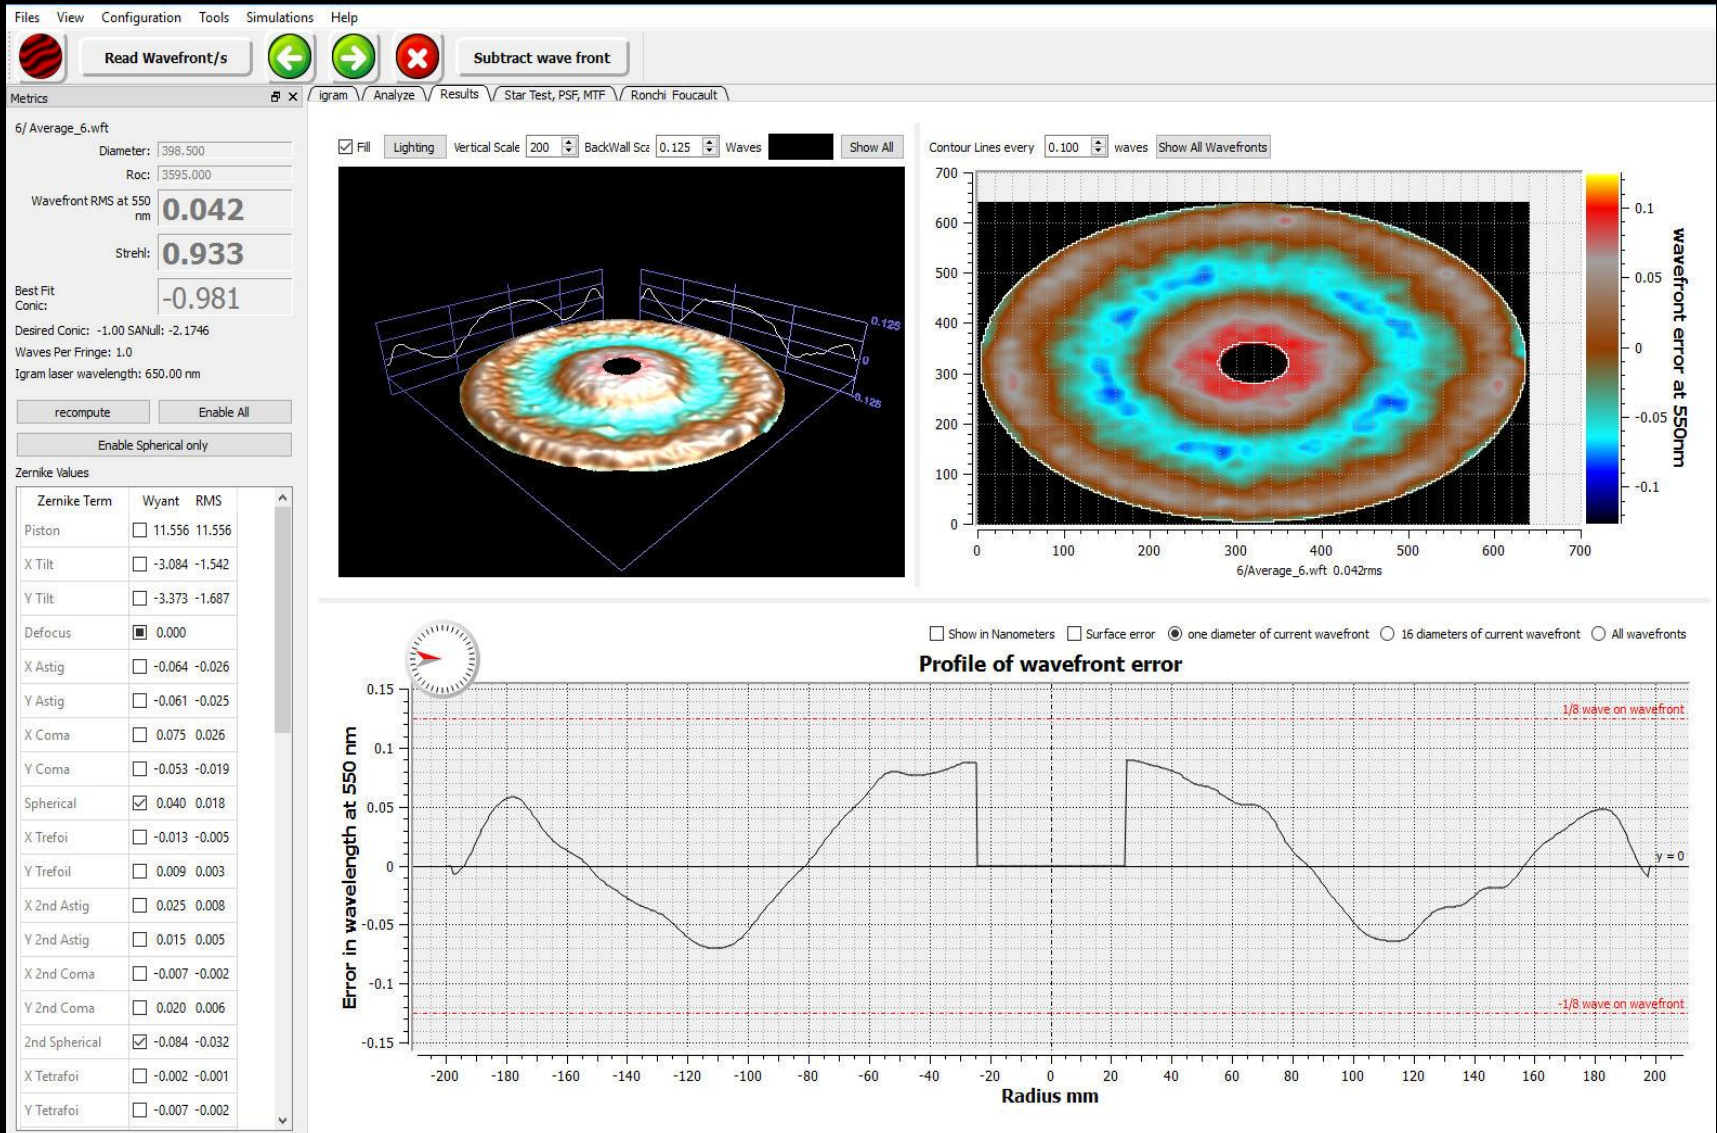 Files View Configuration Tools Simulations Help
Read Wavefront/s Subtract wave front
Metrics
igram Analyze Results Star Test, PSF, MTF Ronchi Foucault
6/ Average_6.wft
Diameter: 398.500
Roc: 3595.000
Wavefront RMS at 550 nm 0.042
Strehl: 0.933
Best Fit Conic: -0.981
Desired Conic: -1.00 SANull: -2.1746
Waves Per Fringe: 1.0
Igram laser wavelength: 650.00 nm
recompute Enable All
Enable Spherical only
Zernike Values
Zernike Term Wyant RMS
Piston 11.556 11.556
X Tilt -3.084 -1.542
Y Tilt -3.373 -1.687
Defocus 0.000
X Astig -0.064 -0.026
Y Astig -0.061 -0.025
X Coma 0.075 0.026
Y Coma -0.053 -0.019
Spherical 0.040 0.018
X Trefoi -0.013 -0.005
Y Trefoil 0.009 0.003
X 2nd Astig 0.025 0.008
Y 2nd Astig 0.015 0.005
X 2nd Coma -0.007 -0.002
Y 2nd Coma 0.020 0.006
2nd Spherical -0.084 -0.032
X Tetrafoi -0.002 -0.001
Y Tetrafoi -0.007 -0.002
Fill Lighting Vertical Scale 200 BackWall Sca 0.125 Waves Show All
0.125
0
-0.125
Contour Lines every 0.100 waves Show All Wavefronts
700
600
500
400
300
200
100
0
0 100 200 300 400 500 600 700
6/Average_6.wft 0.042rms
0.1
0.05
0
-0.05
-0.1
wavefront error at 550nm
Show in Nanometers Surface error one diameter of current wavefront 16 diameters of current wavefront All wavefronts
Profile of wavefront error
Error in wavelength at 550 nm
0.15
0.1
0.05
0
-0.05
-0.1
-0.15
1/8 wave on wavefront
y = 0
-1/8 wave on wavefront
-200 -180 -160 -140 -120 -100 -80 -60 -40 -20 0 20 40 60 80 100 120 140 160 180 200
Radius mm